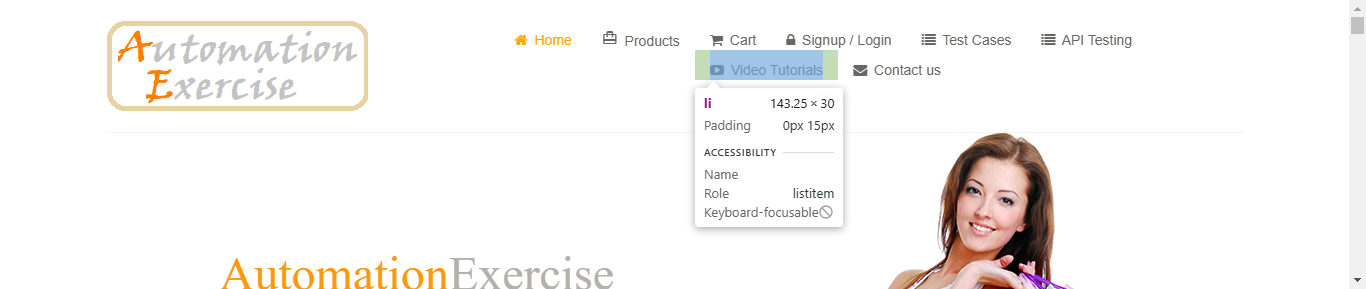 Automation
Exercise
Home Products Cart Signup / Login Test Cases API Testing
Video Tutorials Contact us
li 143.25 × 30
Padding 0px 15px
ACCESSIBILITY
Name
Role listitem
Keyboard-focusable
AutomationExercise